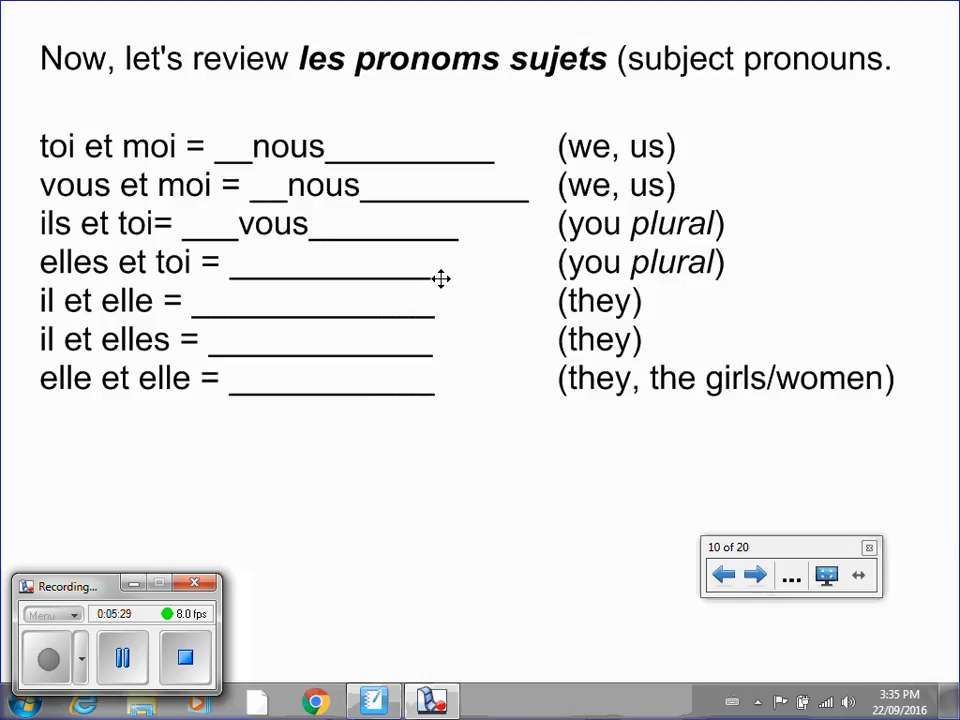 Now, let's review les pronoms sujets (subject pronouns.
toi et moi = __nous_________ (we, us)
vous et moi = __nous_________ (we, us)
ils et toi= ___vous________ (you plural)
elles et toi = ___________ (you plural)
il et elle = _____________ (they)
il et elles = ____________ (they)
elle et elle = ___________ (they, the girls/women)
10 of 20
...
Recording...
Menu 0:05:29 8.0 fps
3:35 PM
22/09/2016